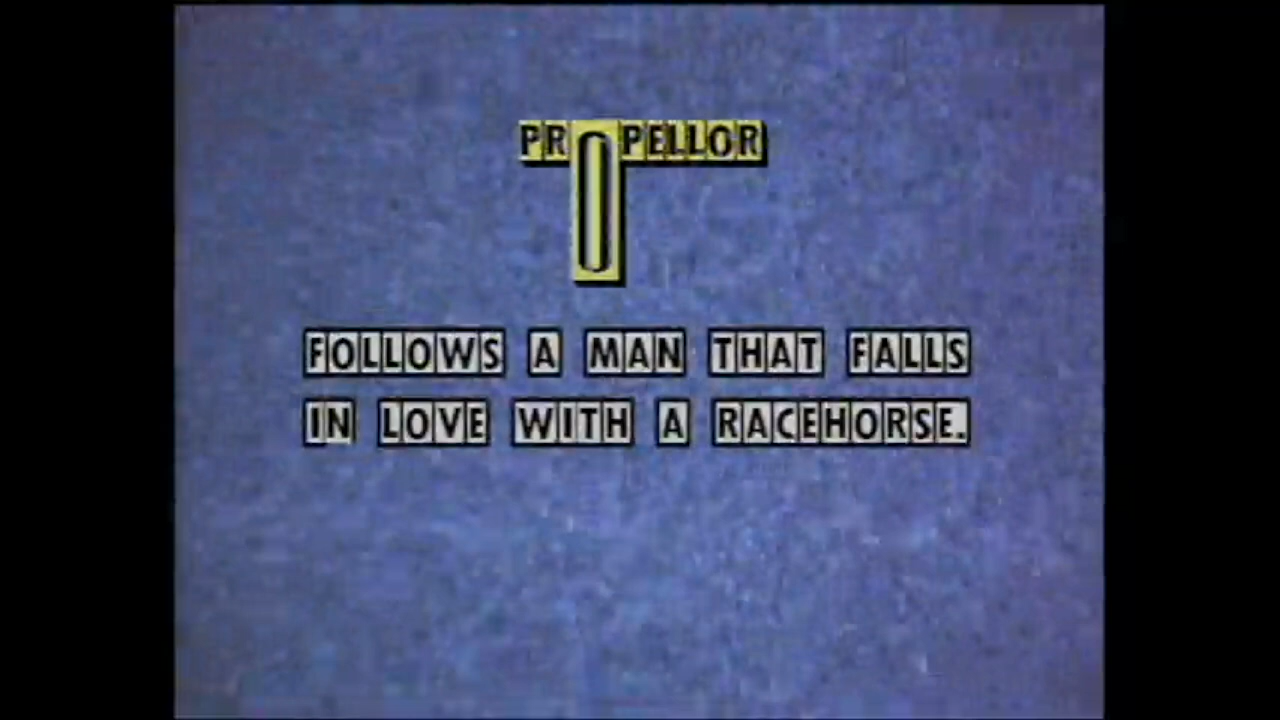 PROPELLOR
FOLLOWS A MAN THAT FALLS
IN LOVE WITH A RACEHORSE.